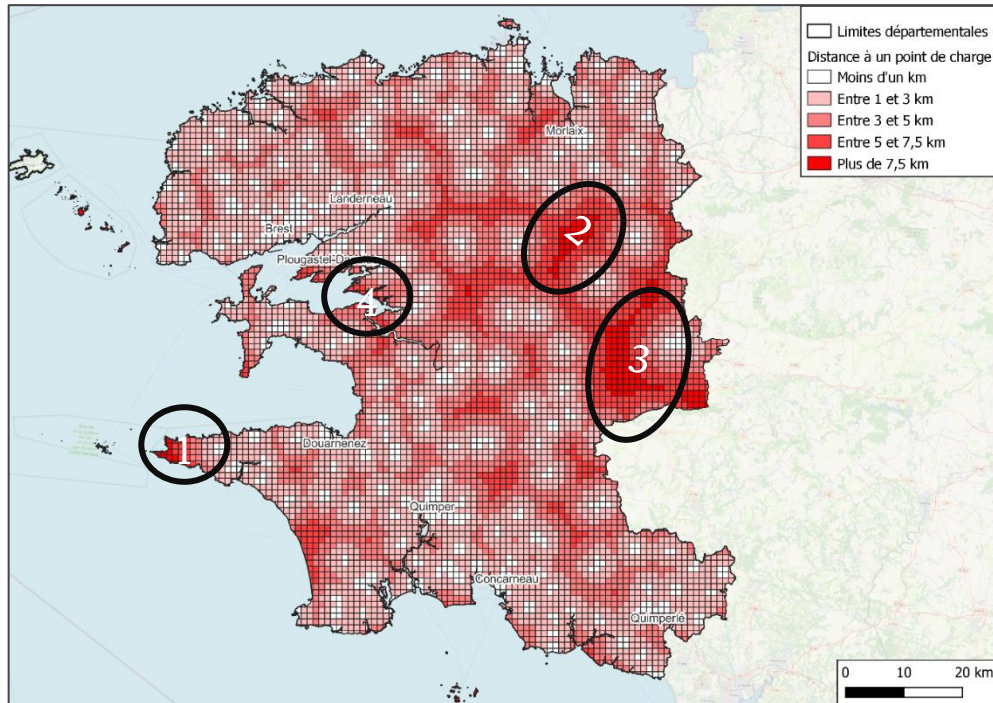 Limites départementales
Distance à un point de charge
Moins d'un km
Entre 1 et 3 km
Entre 3 et 5 km
Entre 5 et 7,5 km
Plus de 7,5 km
Morlaix
Landerneau
Brest
Plougastel-Da
2
4
3
1
Douarnenez
Quimper
Concarneau
Quimperlé
0 10 20 km